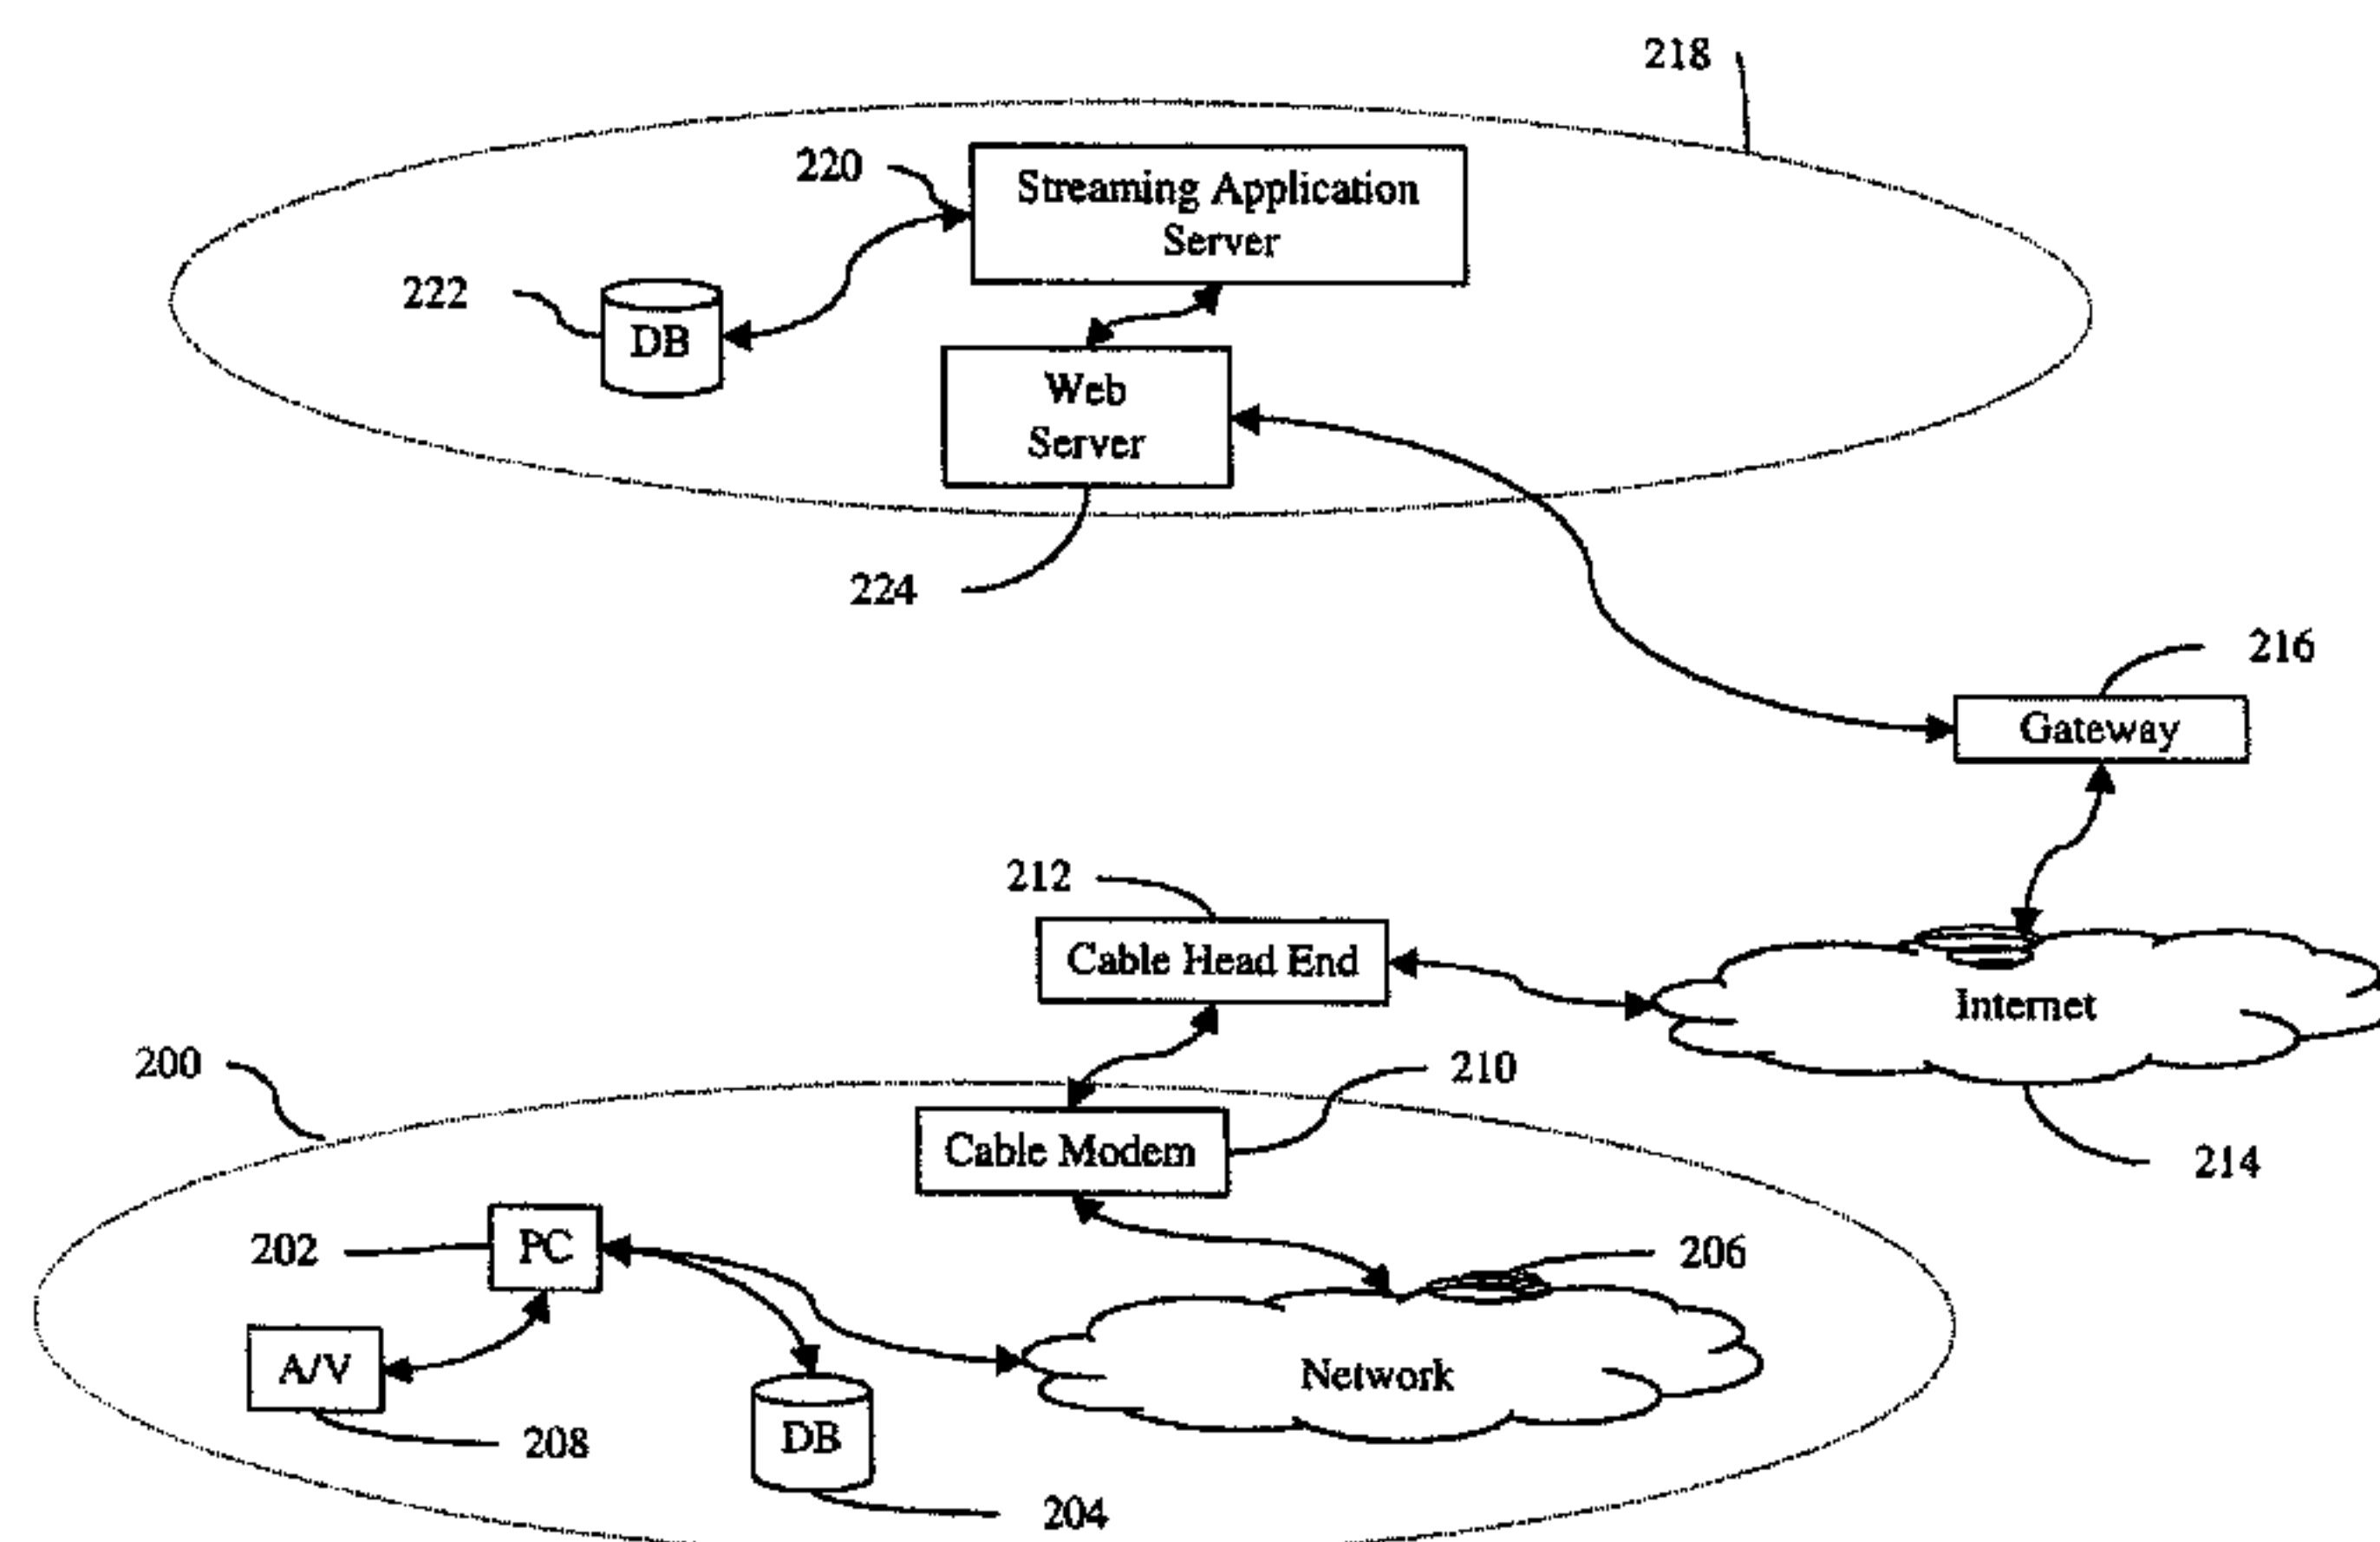 218
220
Streaming Application
Server
222
DB
Web
Server
224
216
Gateway
212
Cable Head End
Internet
200
210
Cable Modem
214
202
PC
206
A/V
Network
208
DB
204